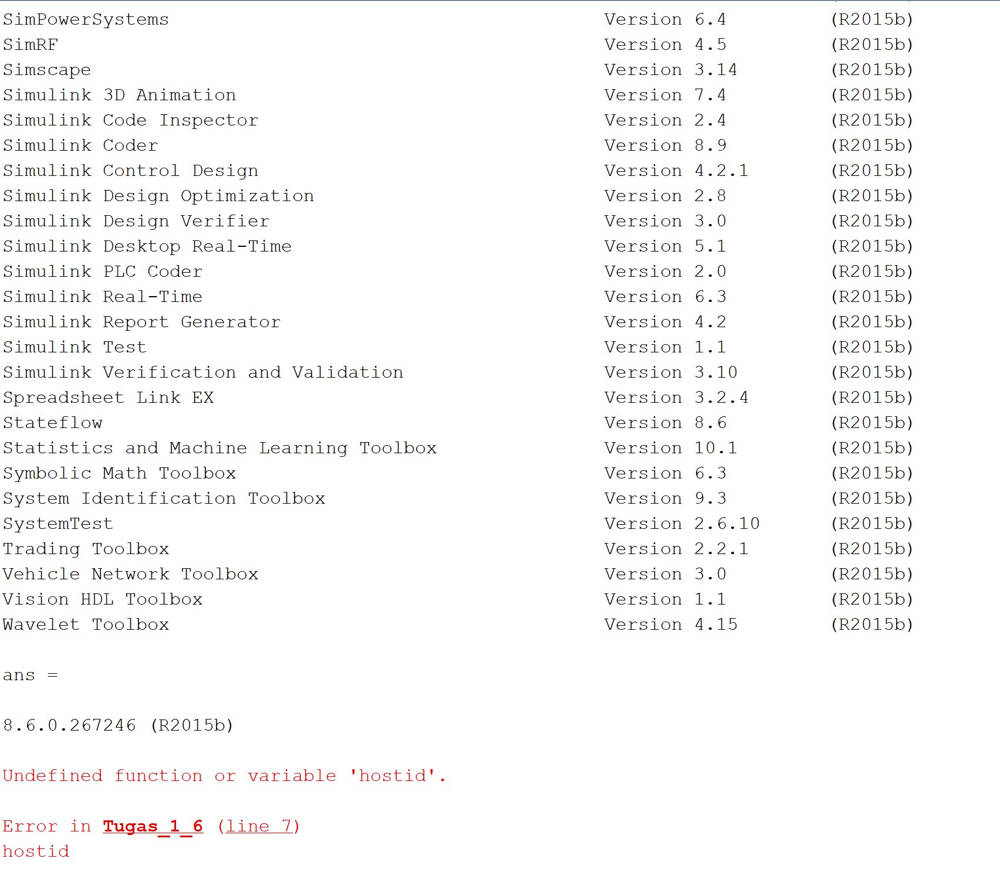 SimPowerSystems Version 6.4 (R2015b)
SimRF Version 4.5 (R2015b)
Simscape Version 3.14 (R2015b)
Simulink 3D Animation Version 7.4 (R2015b)
Simulink Code Inspector Version 2.4 (R2015b)
Simulink Coder Version 8.9 (R2015b)
Simulink Control Design Version 4.2.1 (R2015b)
Simulink Design Optimization Version 2.8 (R2015b)
Simulink Design Verifier Version 3.0 (R2015b)
Simulink Desktop Real-Time Version 5.1 (R2015b)
Simulink PLC Coder Version 2.0 (R2015b)
Simulink Real-Time Version 6.3 (R2015b)
Simulink Report Generator Version 4.2 (R2015b)
Simulink Test Version 1.1 (R2015b)
Simulink Verification and Validation Version 3.10 (R2015b)
Spreadsheet Link EX Version 3.2.4 (R2015b)
Stateflow Version 8.6 (R2015b)
Statistics and Machine Learning Toolbox Version 10.1 (R2015b)
Symbolic Math Toolbox Version 6.3 (R2015b)
System Identification Toolbox Version 9.3 (R2015b)
SystemTest Version 2.6.10 (R2015b)
Trading Toolbox Version 2.2.1 (R2015b)
Vehicle Network Toolbox Version 3.0 (R2015b)
Vision HDL Toolbox Version 1.1 (R2015b)
Wavelet Toolbox Version 4.15 (R2015b)
ans =
8.6.0.267246 (R2015b)
Undefined function or variable 'hostid'.
Error in Tugas_1_6 (line 7)
hostid